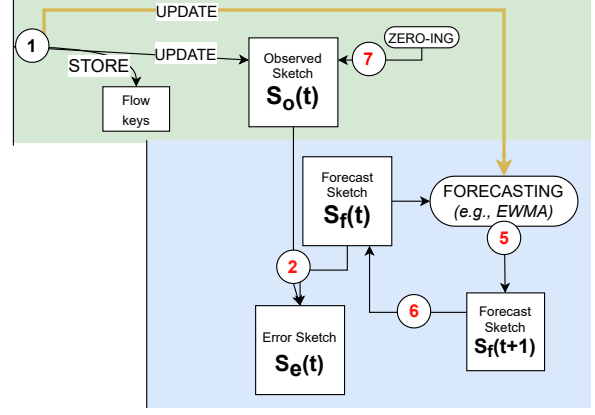 UPDATE
1
UPDATE
STORE
Flow
keys
Observed
Sketch
So(t)
7
ZERO-ING
Forecast
Sketch
Sf(t)
FORECASTING
(e.g., EWMA)
5
2
6
Error Sketch
Se(t)
Forecast
Sketch
Sf(t+1)